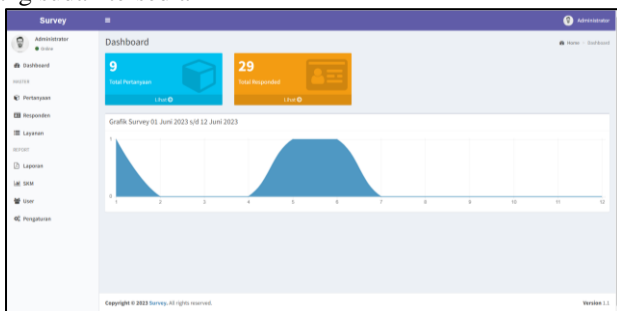 Survey
Administrator
Administrator
Online
Dashboard
Home
Dashboard
Dashboard
MASTER
Pertanyaan
Responden
Layanan
REPORT
Laporan
SKM
User
Pengaturan
9
Total Pertanyaan
Lihat
29
Total Responded
Lihat
Grafik Survey 01 Juni 2023 s/d 12 Juni 2023
1
0
1 2 3 4 5 6 7 8 9 10 11 12
Copyright © 2023 Survey. All rights reserved.
Version 1.1